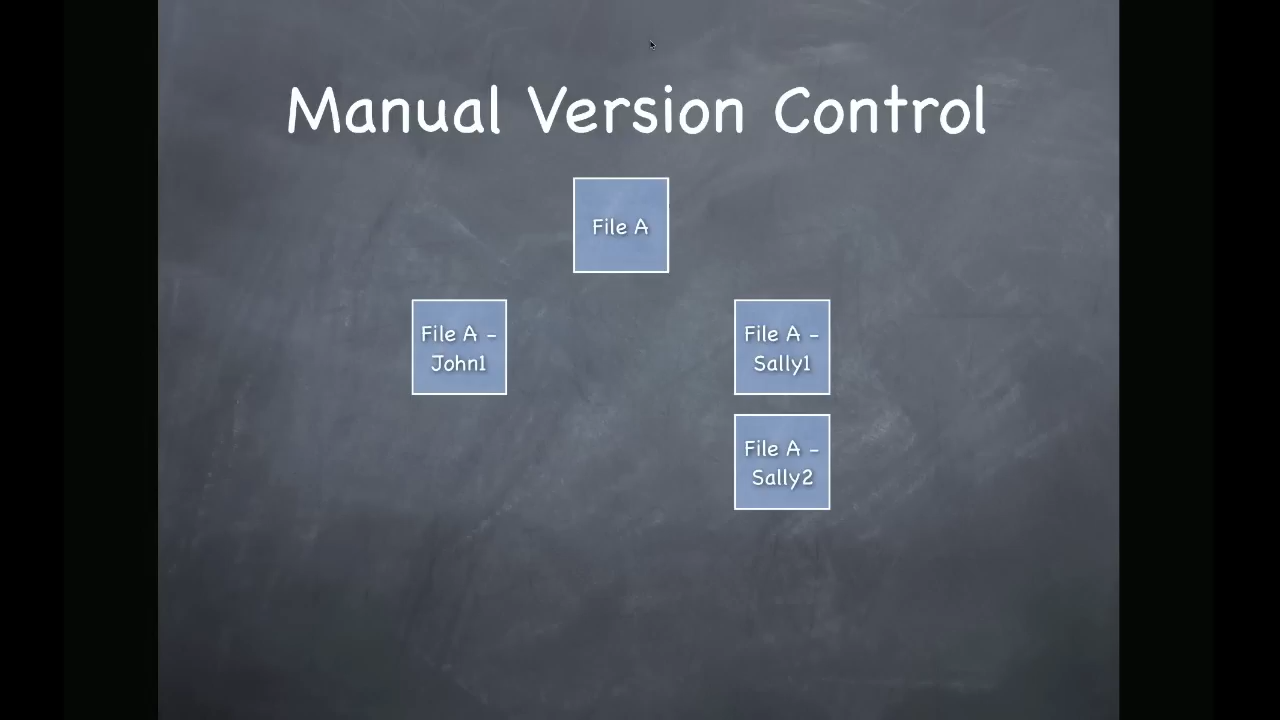 Manual Version Control
File A
File A -
John1
File A -
Sally1
File A -
Sally2